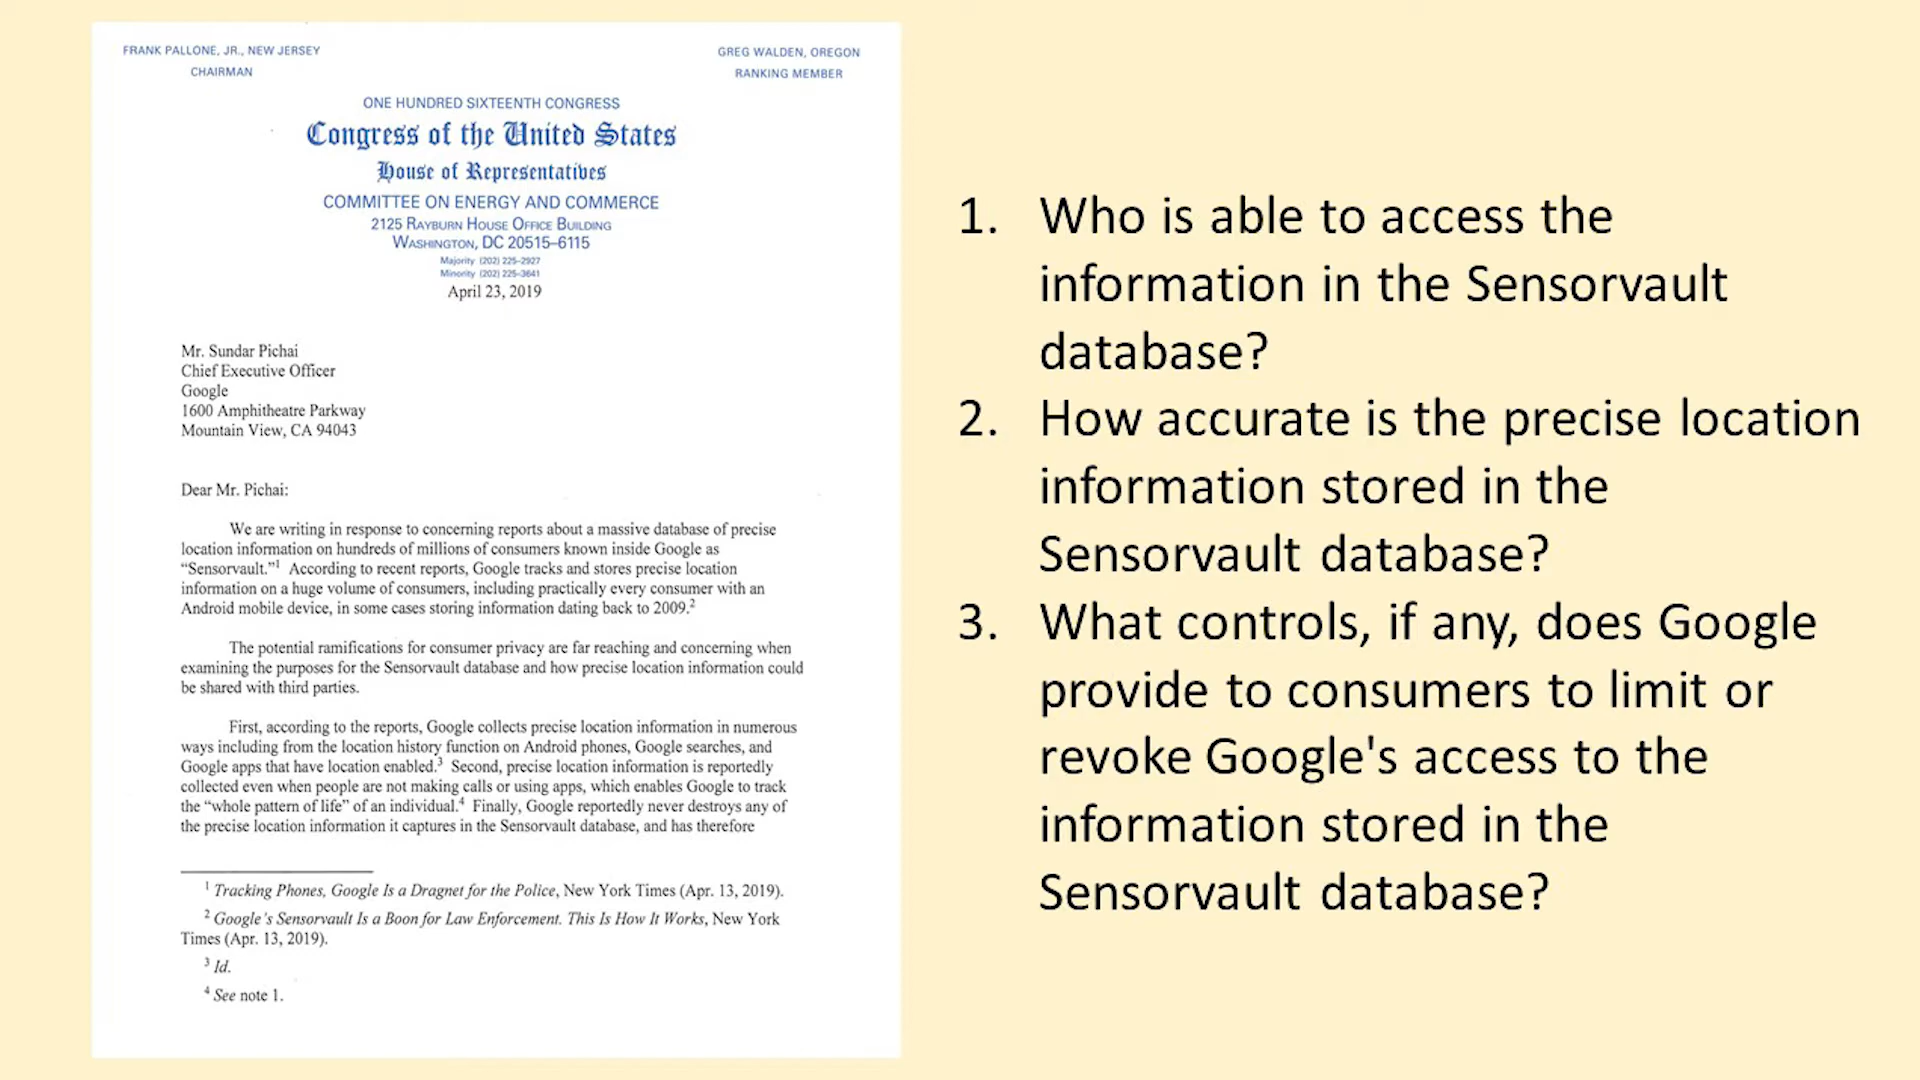 FRANK PALLONE, JR., NEW JERSEY
CHAIRMAN
GREG WALDEN, OREGON
RANKING MEMBER
ONE HUNDRED SIXTEENTH CONGRESS
Congress of the United States
House of Representatives
COMMITTEE ON ENERGY AND COMMERCE
2125 RAYBURN HOUSE OFFICE BUILDING
WASHINGTON, DC 20515–6115
Majority (202) 225–2927
Minority (202) 225–3641
April 23, 2019
Mr. Sundar Pichai
Chief Executive Officer
Google
1600 Amphitheatre Parkway
Mountain View, CA 94043
Dear Mr. Pichai:
We are writing in response to concerning reports about a massive database of precise
location information on hundreds of millions of consumers known inside Google as
“Sensorvault.”1 According to recent reports, Google tracks and stores precise location
information on a huge volume of consumers, including practically every consumer with an
Android mobile device, in some cases storing information dating back to 2009.2
The potential ramifications for consumer privacy are far reaching and concerning when
examining the purposes for the Sensorvault database and how precise location information could
be shared with third parties.
First, according to the reports, Google collects precise location information in numerous
ways including from the location history function on Android phones, Google searches, and
Google apps that have location enabled.3 Second, precise location information is reportedly
collected even when people are not making calls or using apps, which enables Google to track
the “whole pattern of life” of an individual.4 Finally, Google reportedly never destroys any of
the precise location information it captures in the Sensorvault database, and has therefore
1 Tracking Phones, Google Is a Dragnet for the Police, New York Times (Apr. 13, 2019).
2 Google’s Sensorvault Is a Boon for Law Enforcement. This Is How It Works, New York
Times (Apr. 13, 2019).
3 Id.
4 See note 1.
1. Who is able to access the
information in the Sensorvault
database?
2. How accurate is the precise location
information stored in the
Sensorvault database?
3. What controls, if any, does Google
provide to consumers to limit or
revoke Google's access to the
information stored in the
Sensorvault database?